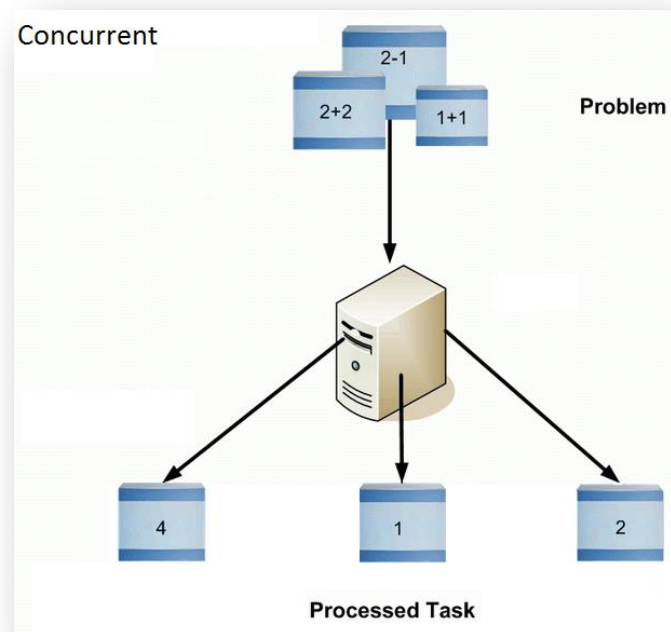 Concurrent
2-1
2+2
1+1
Problem
4
1
2
Processed Task